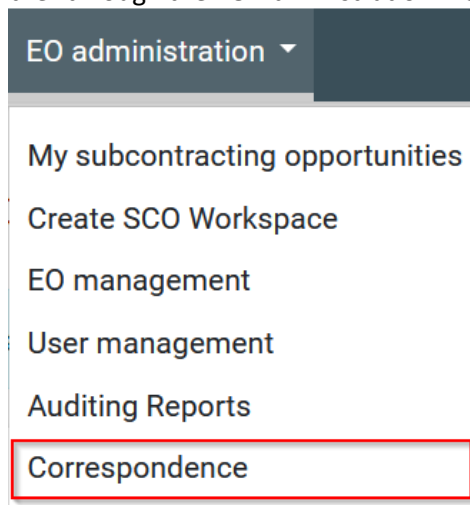 EO administration
My subcontracting opportunities
Create SCO Workspace
EO management
User management
Auditing Reports
Correspondence